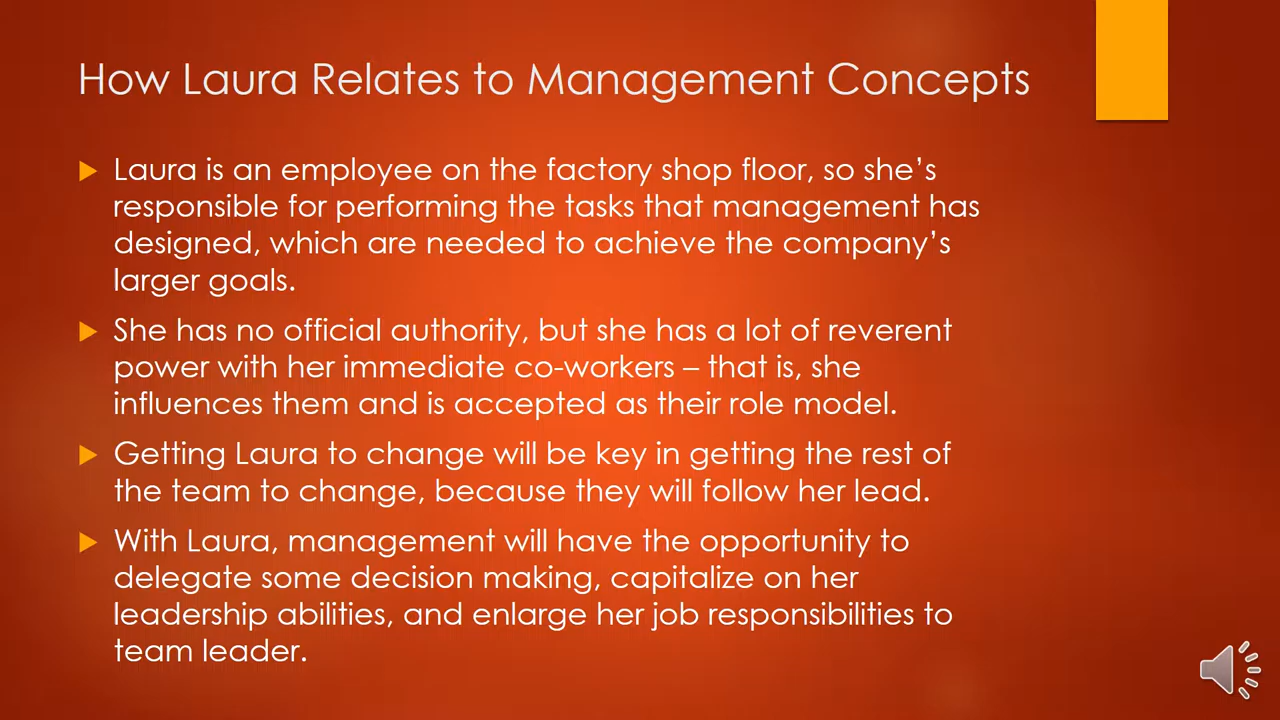 How Laura Relates to Management Concepts
Laura is an employee on the factory shop floor, so she’s
responsible for performing the tasks that management has
designed, which are needed to achieve the company’s
larger goals.
She has no official authority, but she has a lot of reverent
power with her immediate co-workers – that is, she
influences them and is accepted as their role model.
Getting Laura to change will be key in getting the rest of
the team to change, because they will follow her lead.
With Laura, management will have the opportunity to
delegate some decision making, capitalize on her
leadership abilities, and enlarge her job responsibilities to
team leader.